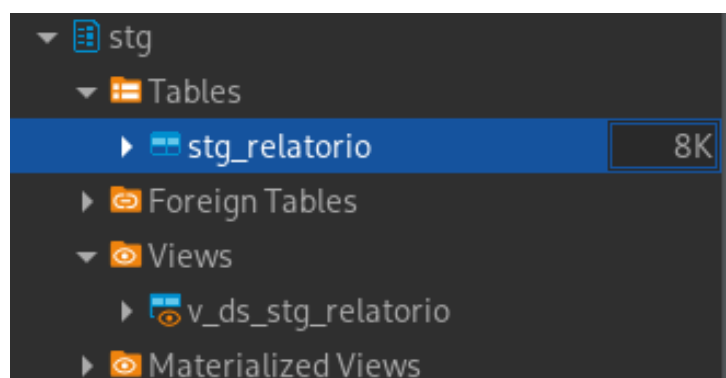 stg
Tables
stg_relatorio 8K
Foreign Tables
Views
v_ds_stg_relatorio
Materialized Views